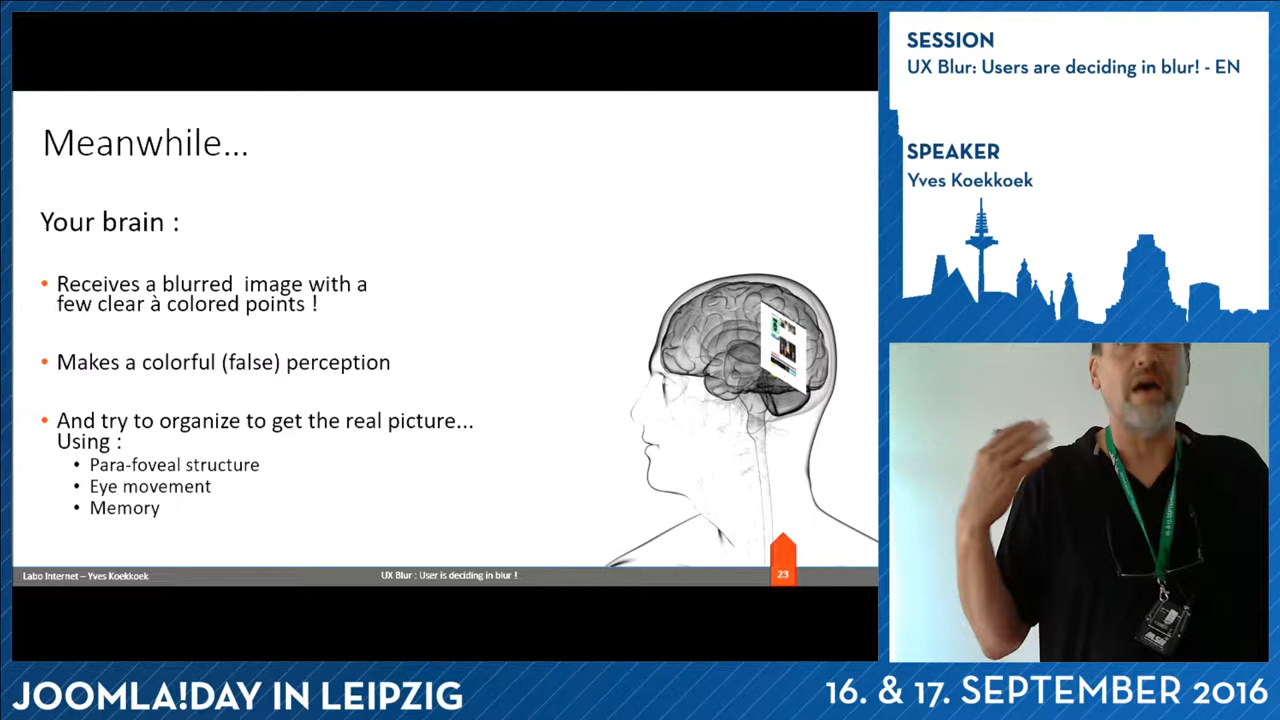 Meanwhile...
Your brain :
• Receives a blurred image with a
few clear à colored points !
• Makes a colorful (false) perception
• And try to organize to get the real picture...
Using :
• Para-foveal structure
• Eye movement
• Memory
Labo Internet – Yves Koekkoek
UX Blur : User is deciding in blur !
23
SESSION
UX Blur: Users are deciding in blur! - EN
SPEAKER
Yves Koekkoek
JOOMLA!DAY IN LEIPZIG
16. & 17. SEPTEMBER 2016